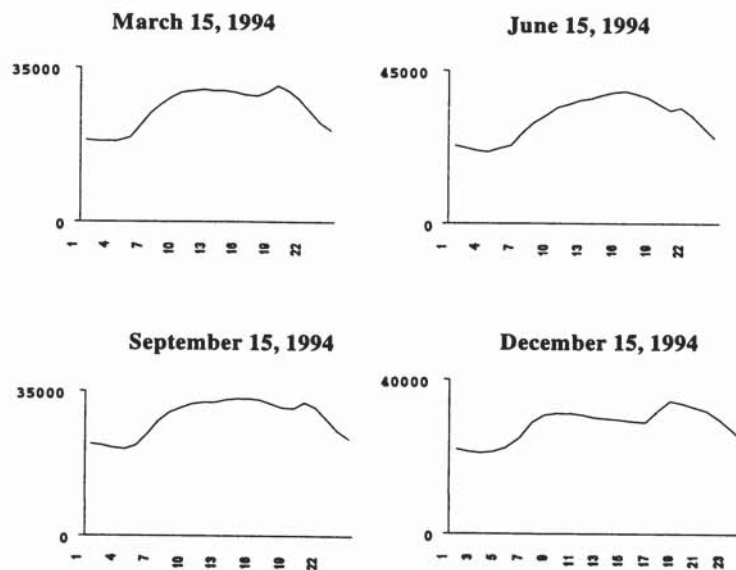 March 15, 1994
35000
0
1 4 7 10 13 16 19 22
June 15, 1994
45000
0
1 4 7 10 13 16 19 22
September 15, 1994
35000
0
1 4 7 10 13 16 19 22
December 15, 1994
40000
0
1 3 5 7 9 11 13 15 17 19 21 23